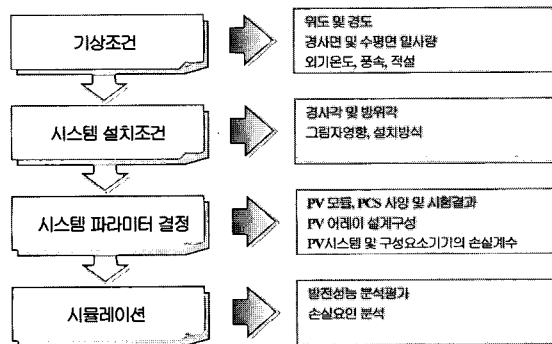 기상조건
위도 및 경도
경사면 및 수평면 일사량
외기온도, 풍속, 적설
시스템 설치조건
경사각 및 방위각
그림자영향, 설치방식
시스템 파라미터 결정
PV 모듈, PCS 사양 및 시험결과
PV 어레이 설계구성
PV시스템 및 구성요소기기의 손실계수
시뮬레이션
발전성능 분석평가
손실요인 분석